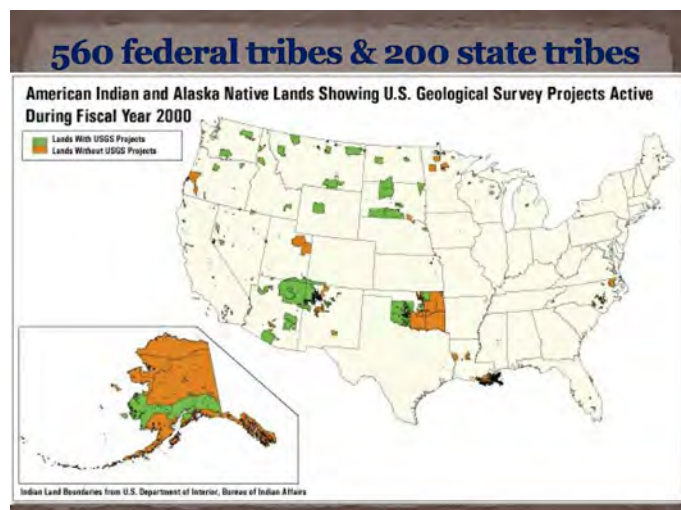 560 federal tribes & 200 state tribes
American Indian and Alaska Native Lands Showing U.S. Geological Survey Projects Active
During Fiscal Year 2000
Lands With USGS Projects
Lands Without USGS Projects
Indian Land Boundaries from U.S. Department of Interior, Bureau of Indian Affairs